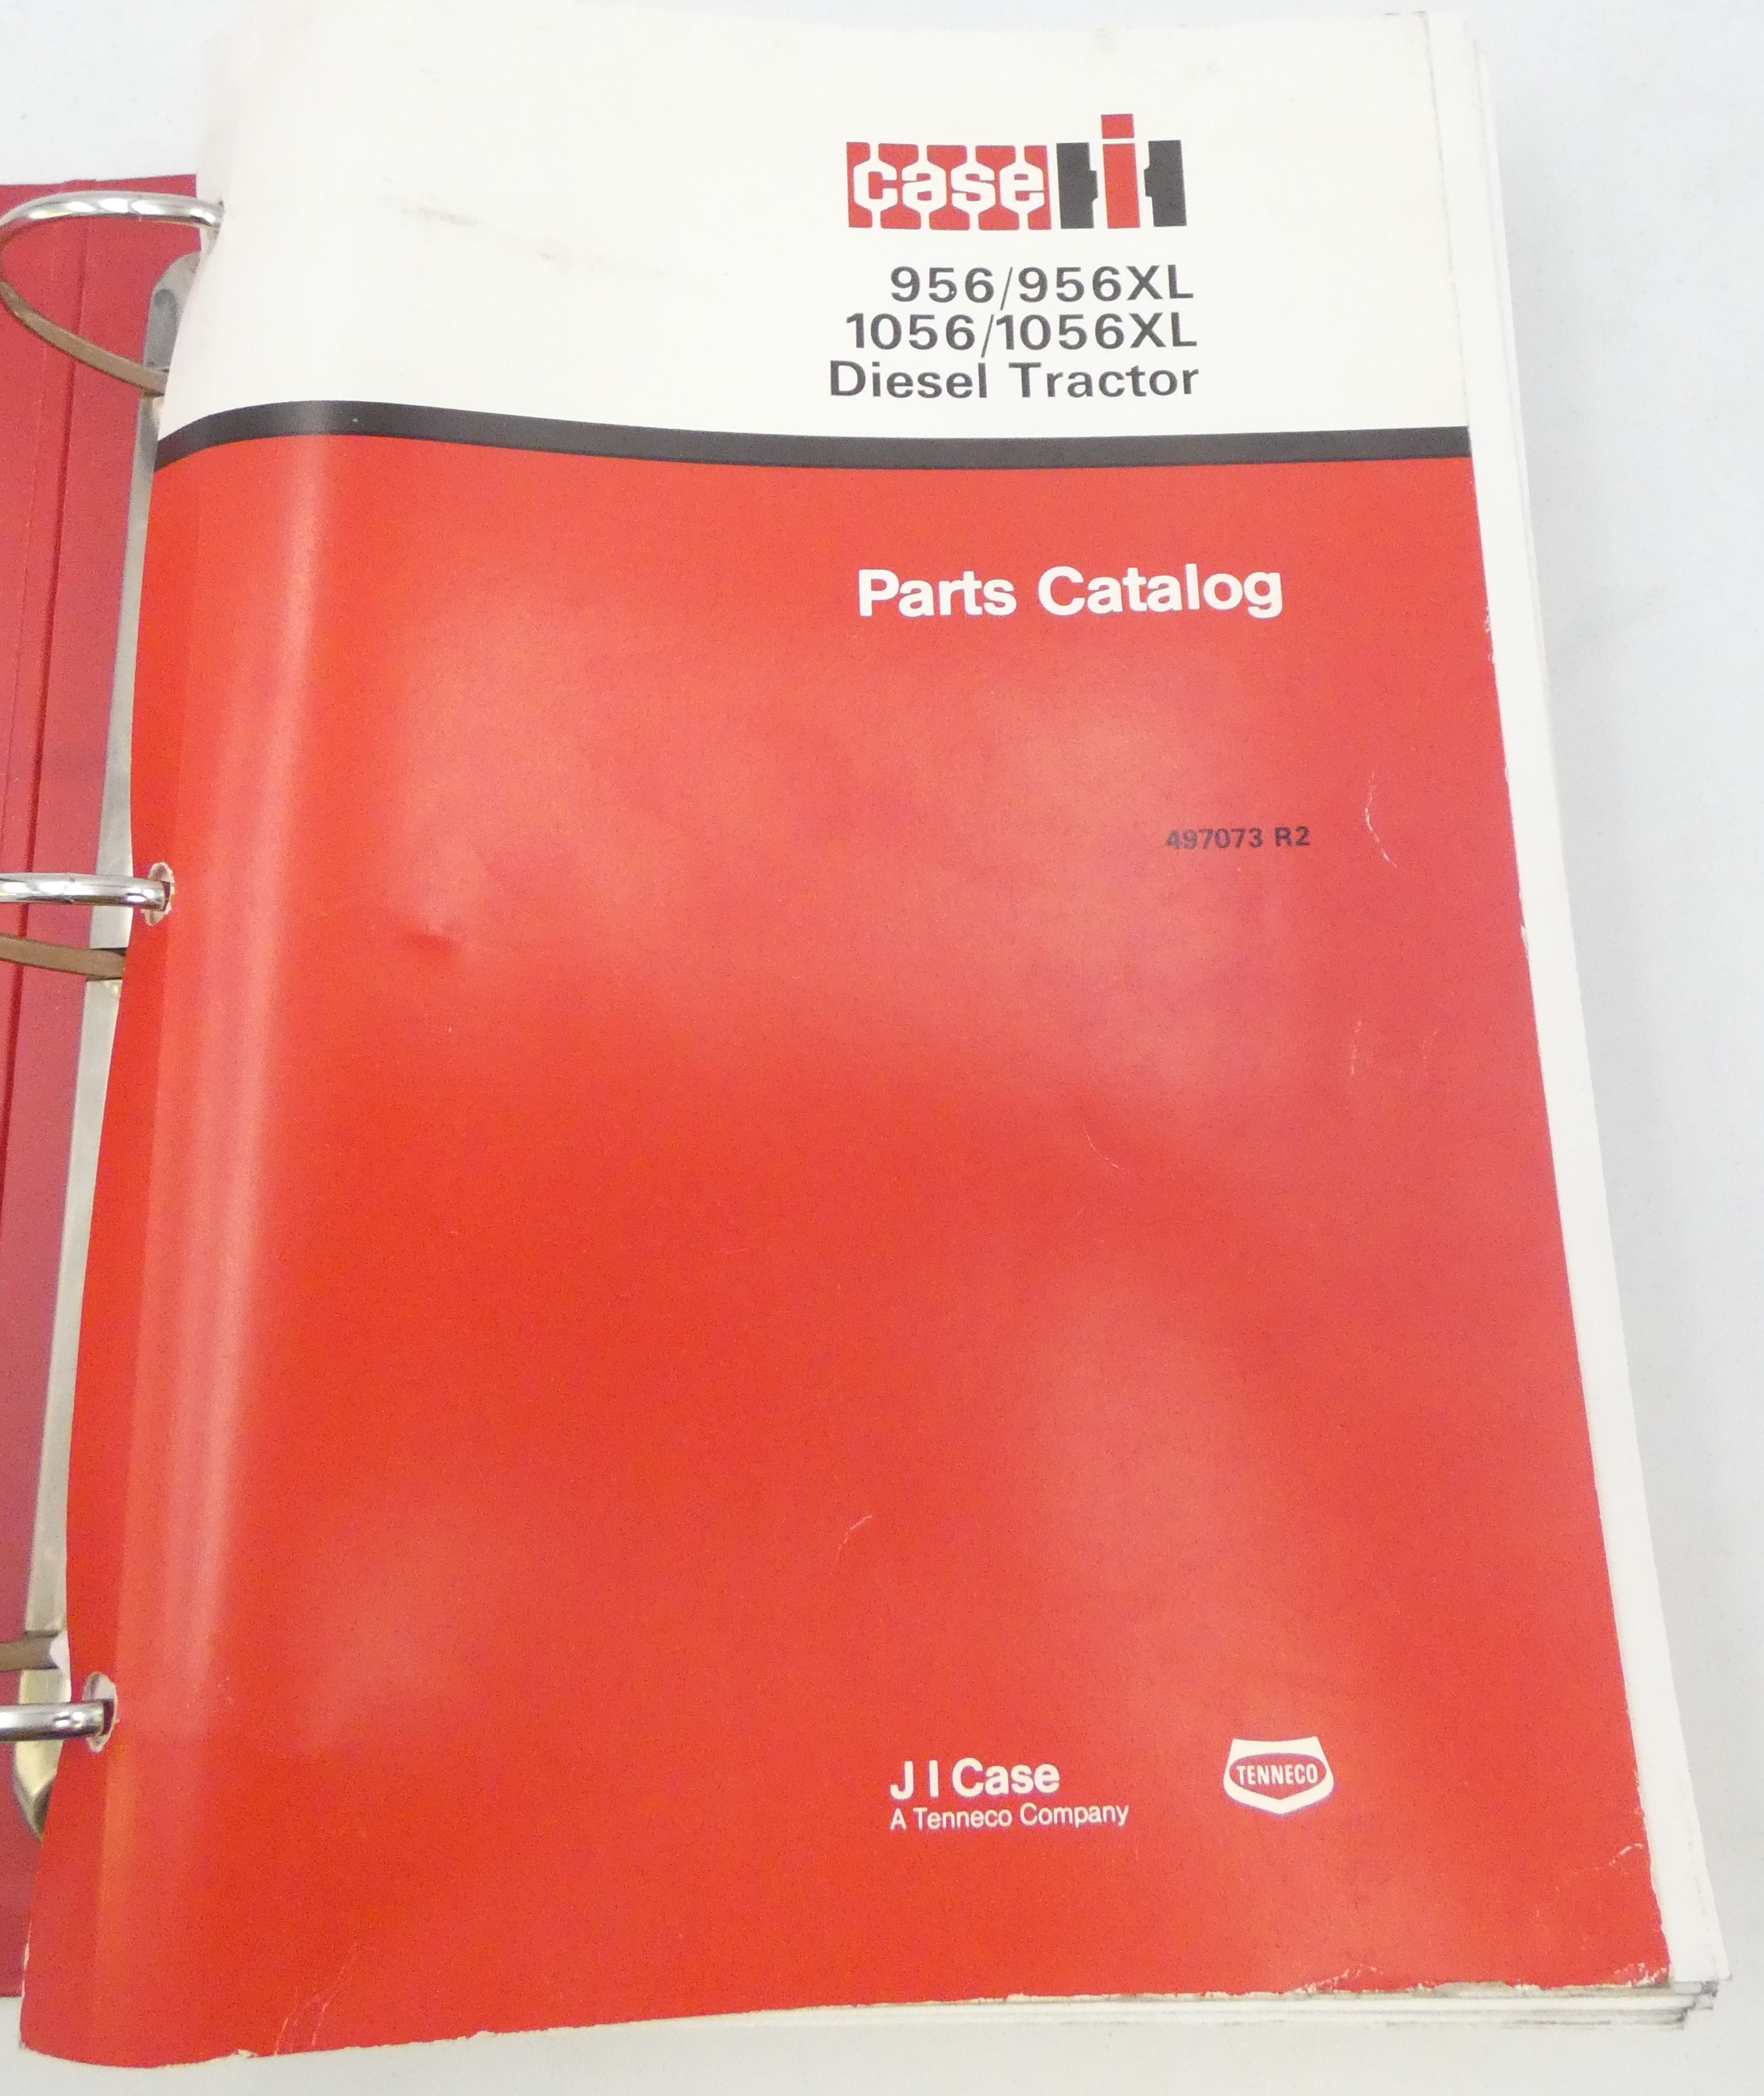 case IH
956/956XL
1056/1056XL
Diesel Tractor
Parts Catalog
497073 R2
J I Case
A Tenneco Company
TENNECO